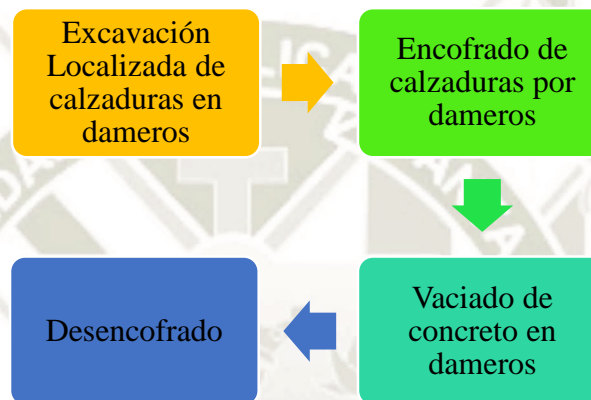 Excavación
Localizada de
calzaduras en
dameros
Encofrado de
calzaduras por
dameros
Vaciado de
concreto en
dameros
Desencofrado